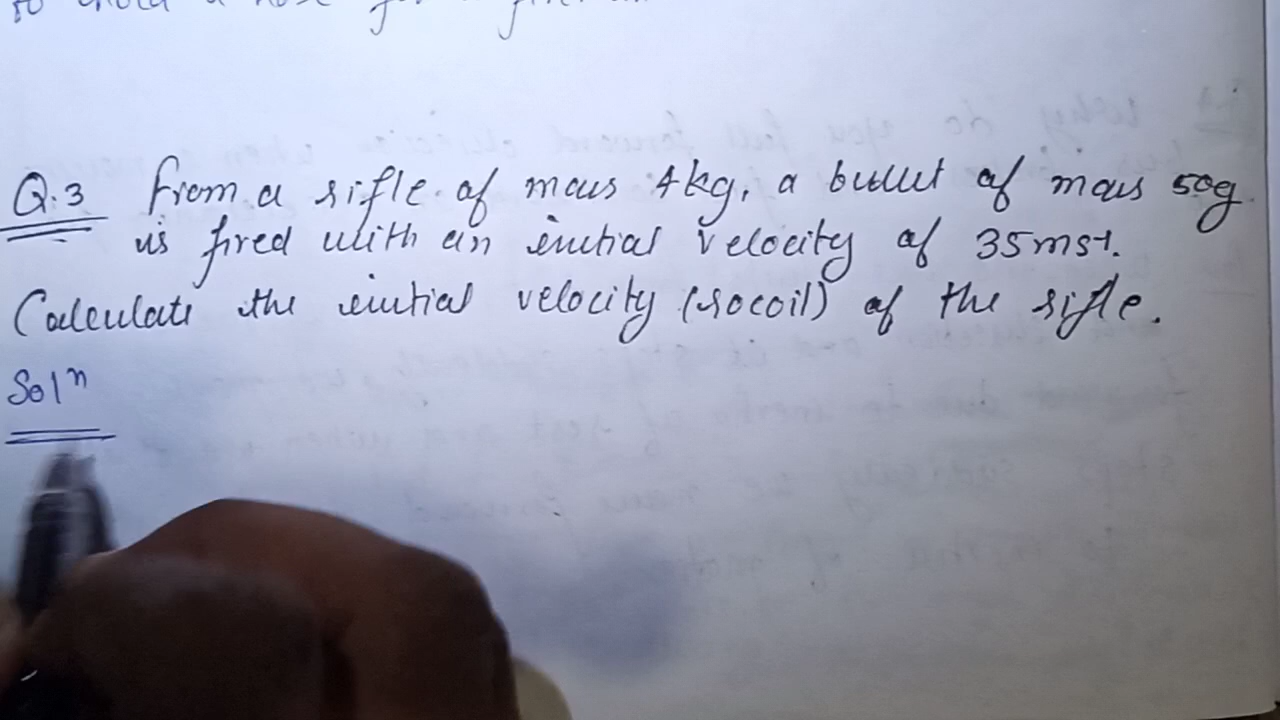 Q.3 From a rifle of mass 4kg, a bullet of mass 50g
is fired with an initial velocity of 35ms-1.
Calculate the initial velocity (recoil) of the rifle.
Solⁿ